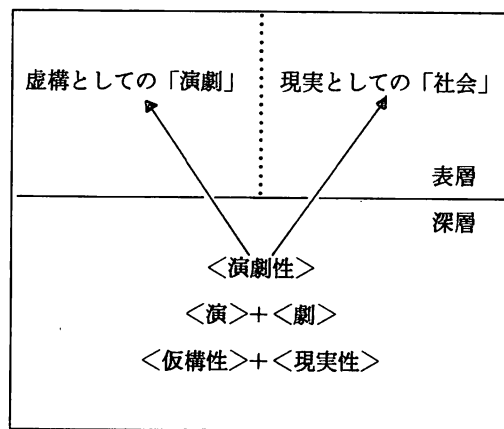 虚構としての「演劇」 現実としての「社会」
表層
深層
＜演劇性＞
＜演＞＋＜劇＞
＜仮構性＞＋＜現実性＞